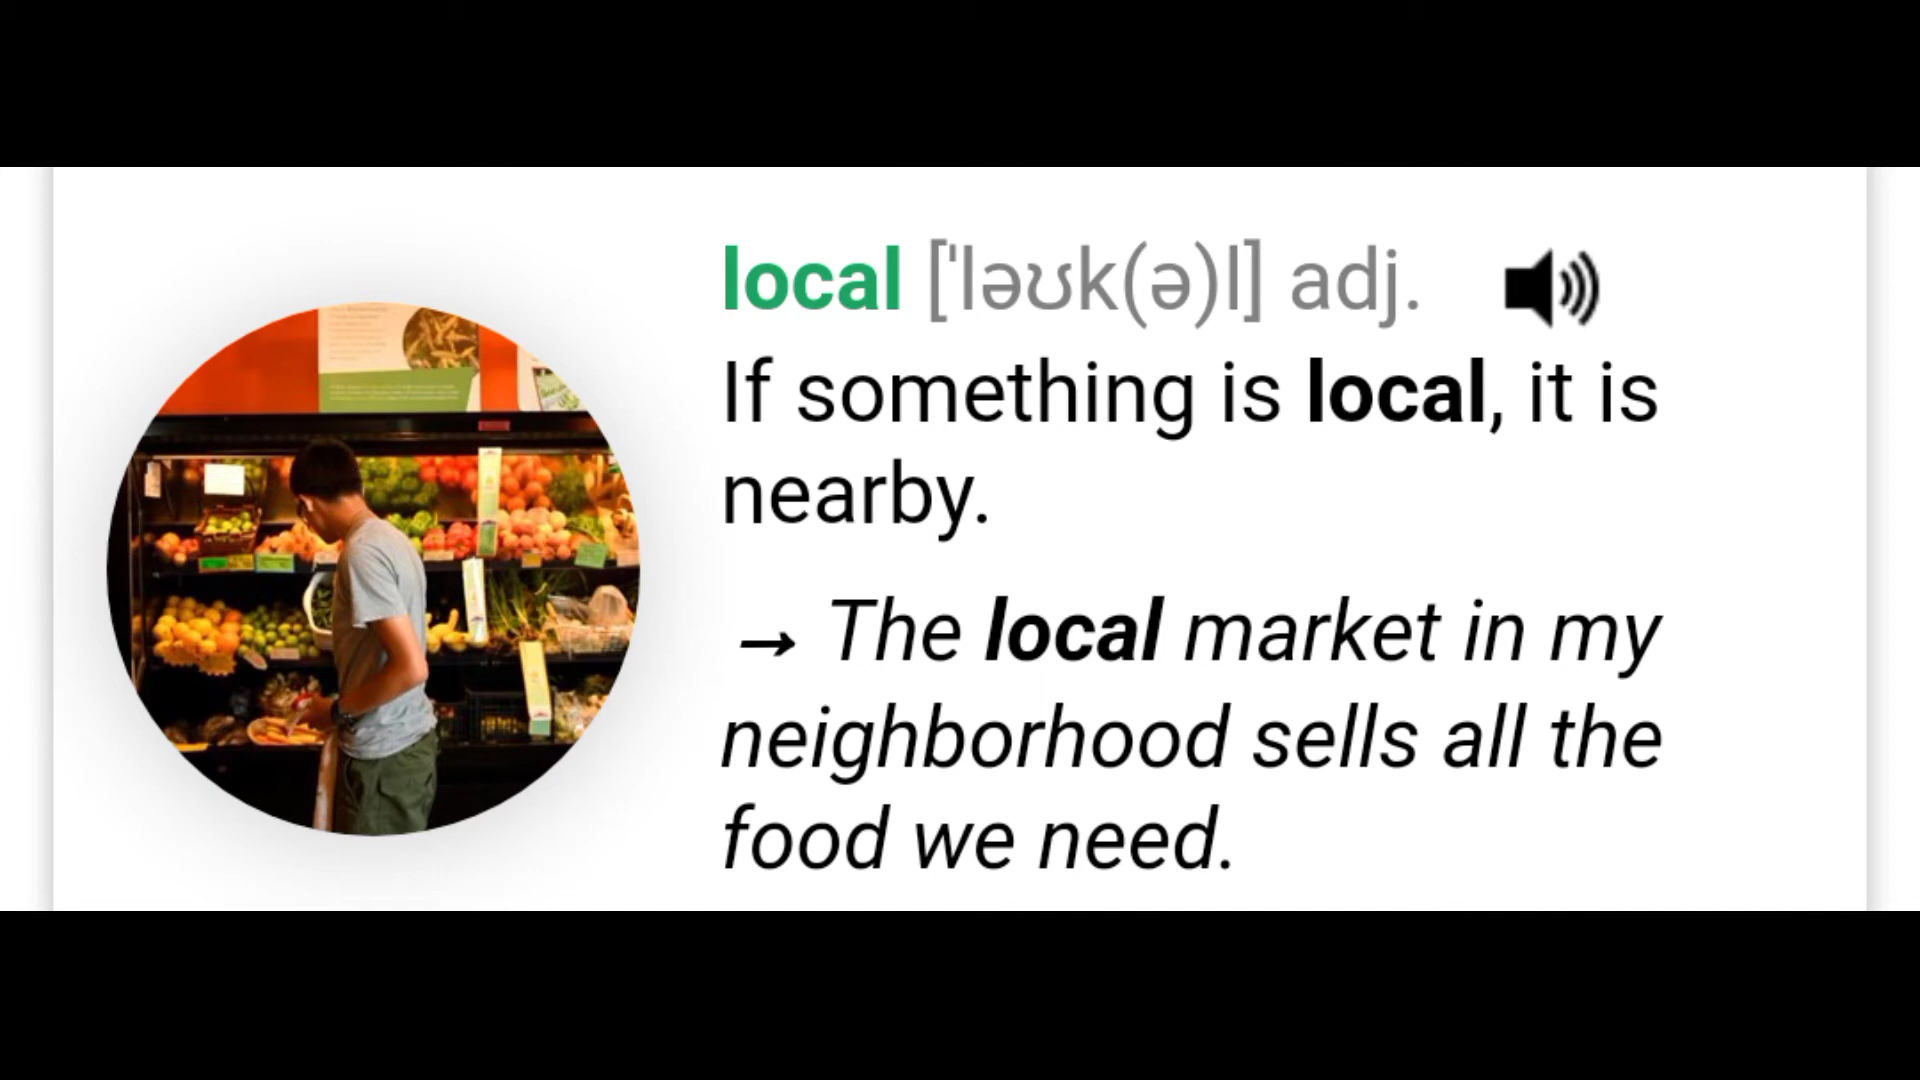 local [ˈləʊk(ə)l] adj.
If something is local, it is
nearby.
→ The local market in my
neighborhood sells all the
food we need.